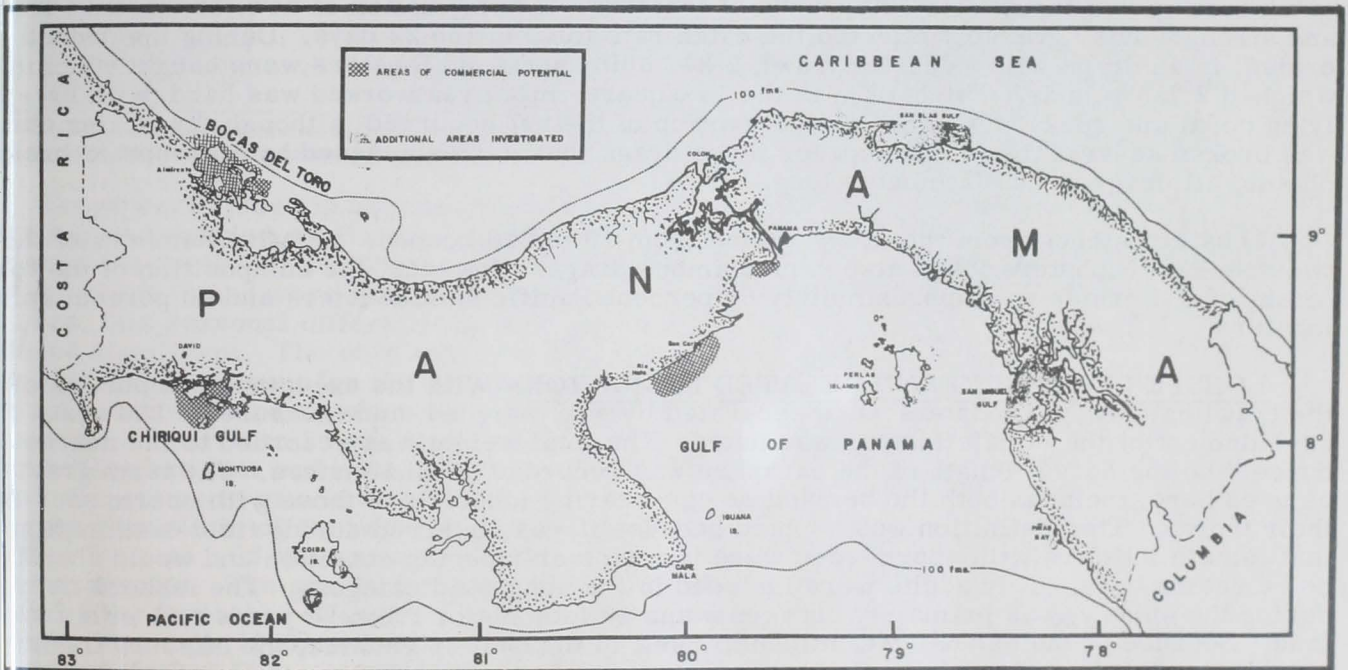 CARIBBEAN SEA
AREAS OF COMMERCIAL POTENTIAL
ADDITIONAL AREAS INVESTIGATED
100 fms.
SAN BLAS GULF
COSTA RICA
BOCAS DEL TORO
Almirante
COLON
PANAMA CITY
9°
P A N A M A
DAVID
San Carlos
Rio Hato
PERLAS
ISLANDS
SAN MIGUEL
GULF
CHIRIQUI GULF
GULF OF PANAMA
8°
MONTUOSA
IS.
IGUANA
IS.
COIBA
IS.
CAPE
MALA
BAY
100 fms.
COLUMBIA
PACIFIC OCEAN
83 82 81 80 79 78